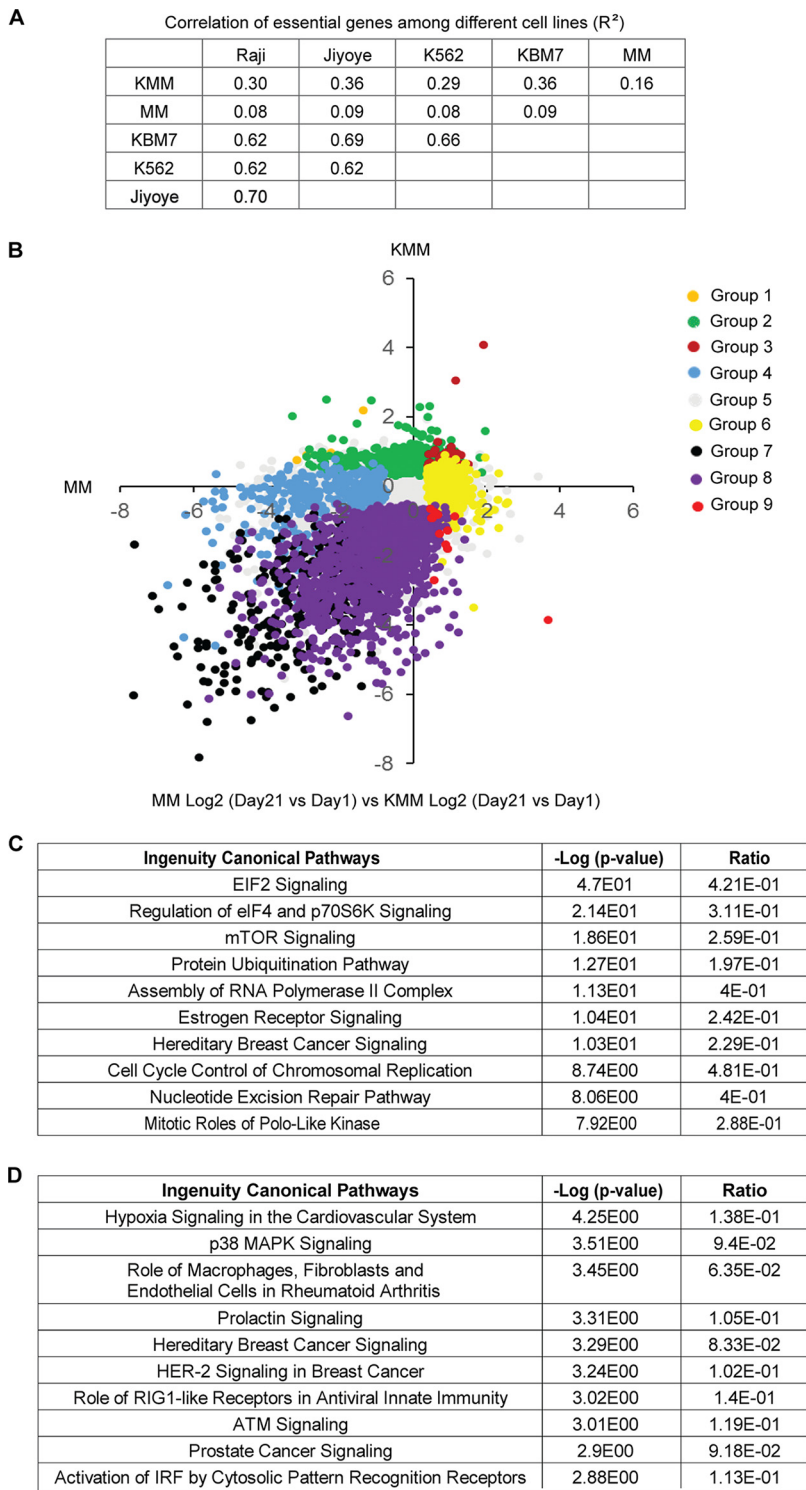 A
Correlation of essential genes among different cell lines (R²)
Raji Jiyoye K562 KBM7 MM
KMM 0.30 0.36 0.29 0.36 0.16
MM 0.08 0.09 0.08 0.09
KBM7 0.62 0.69 0.66
K562 0.62 0.62
Jiyoye 0.70
B
KMM
6
4
2
0
-2
-4
-6
-8
MM
-8 -6 -4 -2 0 2 4 6
Group 1
Group 2
Group 3
Group 4
Group 5
Group 6
Group 7
Group 8
Group 9
MM Log2 (Day21 vs Day1) vs KMM Log2 (Day21 vs Day1)
C
Ingenuity Canonical Pathways -Log (p-value) Ratio
EIF2 Signaling 4.7E01 4.21E-01
Regulation of eIF4 and p70S6K Signaling 2.14E01 3.11E-01
mTOR Signaling 1.86E01 2.59E-01
Protein Ubiquitination Pathway 1.27E01 1.97E-01
Assembly of RNA Polymerase II Complex 1.13E01 4E-01
Estrogen Receptor Signaling 1.04E01 2.42E-01
Hereditary Breast Cancer Signaling 1.03E01 2.29E-01
Cell Cycle Control of Chromosomal Replication 8.74E00 4.81E-01
Nucleotide Excision Repair Pathway 8.06E00 4E-01
Mitotic Roles of Polo-Like Kinase 7.92E00 2.88E-01
D
Ingenuity Canonical Pathways -Log (p-value) Ratio
Hypoxia Signaling in the Cardiovascular System 4.25E00 1.38E-01
p38 MAPK Signaling 3.51E00 9.4E-02
Role of Macrophages, Fibroblasts and 3.45E00 6.35E-02
Endothelial Cells in Rheumatoid Arthritis
Prolactin Signaling 3.31E00 1.05E-01
Hereditary Breast Cancer Signaling 3.29E00 8.33E-02
HER-2 Signaling in Breast Cancer 3.24E00 1.02E-01
Role of RIG1-like Receptors in Antiviral Innate Immunity 3.02E00 1.4E-01
ATM Signaling 3.01E00 1.19E-01
Prostate Cancer Signaling 2.9E00 9.18E-02
Activation of IRF by Cytosolic Pattern Recognition Receptors 2.88E00 1.13E-01